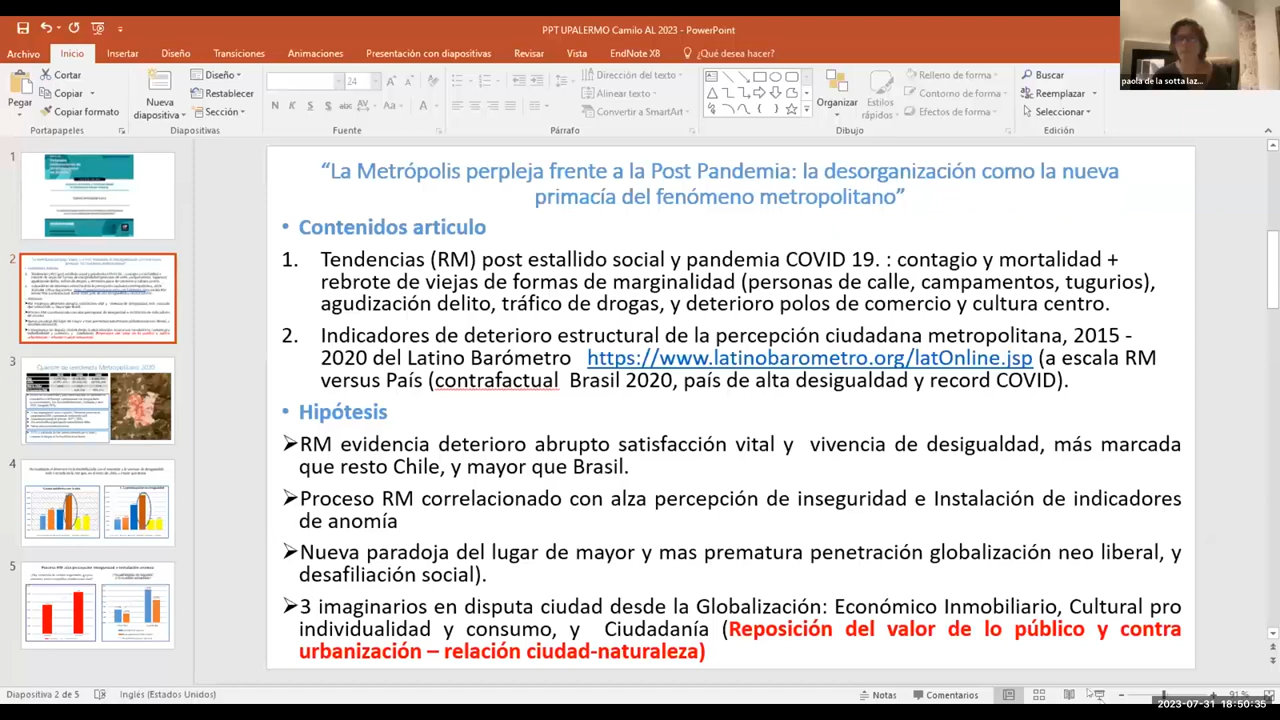 PPT UPALERMO Camilo AL 2023 - PowerPoint
Archivo Inicio Insertar Diseño Transciones Animaciones Presentación con diapositivas Revisar Vista EndNote X8 ¿Qué desea hacer?
paola de la sotta laz...
Pegar
Cortar
Copiar
Copiar formato
Portapapeles
Nueva diapositiva
Diseño
Restablecer
Sección
Diapositivas
24
N K S S abc
Fuente
Dirección del texto
Alinear texto
Convertir a SmartArt
Párrafo
Organizar
Estilos rápidos
Relleno de forma
Contorno de forma
Efectos de forma
Dibujo
Buscar
Reemplazar
Seleccionar
Edición
1
2
3
4
5
“La Metrópolis perpleja frente a la Post Pandemia: la desorganización como la nueva
primacía del fenómeno metropolitano”
• Contenidos articulo
1. Tendencias (RM) post estallido social y pandemia COVID 19. : contagio y mortalidad +
rebrote de viejas de formas de marginalidad (personas de calle, campamentos, tugurios),
agudización delito, tráfico de drogas, y deterioro polos de comercio y cultura centro.
2. Indicadores de deterioro estructural de la percepción ciudadana metropolitana, 2015 -
2020 del Latino Barómetro https://www.latinobarometro.org/latOnline.jsp (a escala RM
versus País (contrafactual Brasil 2020, país de alta desigualdad y record COVID).
• Hipótesis
➢RM evidencia deterioro abrupto satisfacción vital y vivencia de desigualdad, más marcada
que resto Chile, y mayor que Brasil.
➢Proceso RM correlacionado con alza percepción de inseguridad e Instalación de indicadores
de anomía
➢Nueva paradoja del lugar de mayor y mas prematura penetración globalización neo liberal, y
desafiliación social).
➢3 imaginarios en disputa ciudad desde la Globalización: Económico Inmobiliario, Cultural pro
individualidad y consumo, y Ciudadanía (Reposición del valor de lo público y contra
urbanización – relación ciudad-naturaleza)
Diapositiva 2 de 5 Inglés (Estados Unidos) Notas Comentarios 91 %
2023-07-31 18:50:35